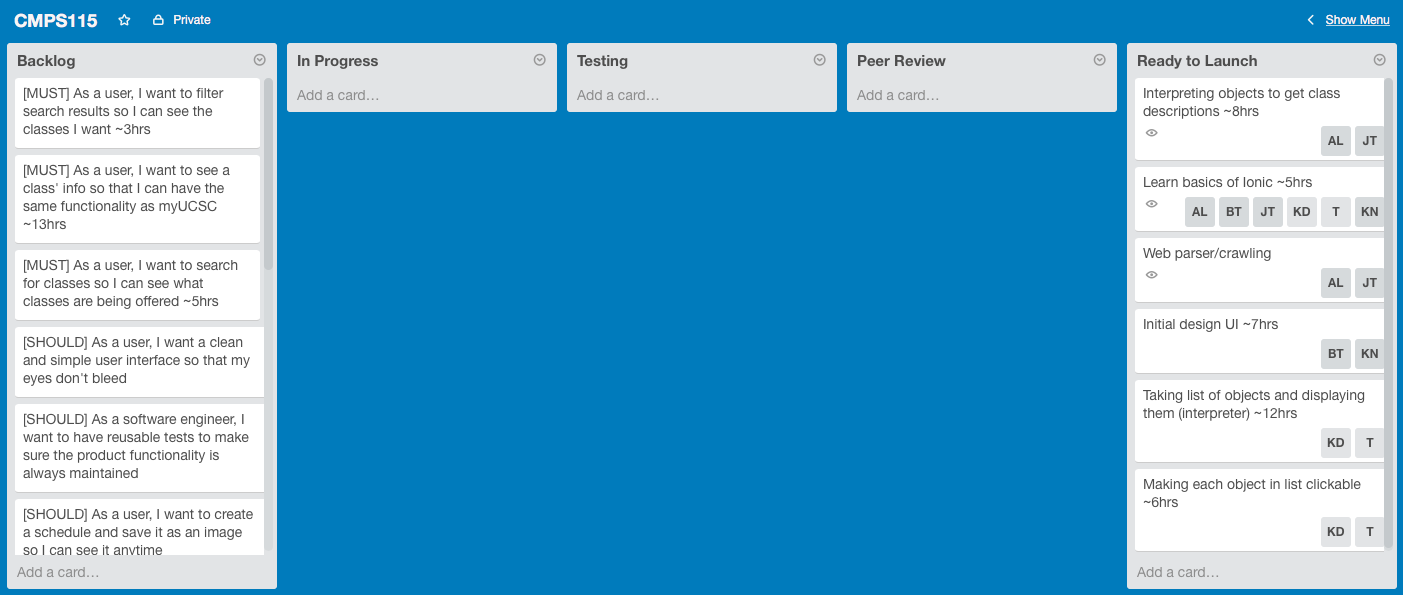 CMPS115
Private
Show Menu
Backlog
[MUST] As a user, I want to filter
search results so I can see the
classes I want ~3hrs
[MUST] As a user, I want to see a
class' info so that I can have the
same functionality as myUCSC
~13hrs
[MUST] As a user, I want to search
for classes so I can see what
classes are being offered ~5hrs
[SHOULD] As a user, I want a clean
and simple user interface so that my
eyes don't bleed
[SHOULD] As a software engineer, I
want to have reusable tests to make
sure the product functionality is
always maintained
[SHOULD] As a user, I want to create
a schedule and save it as an image
so I can see it anytime
Add a card…
In Progress
Add a card…
Testing
Add a card…
Peer Review
Add a card…
Ready to Launch
Interpreting objects to get class
descriptions ~8hrs
AL JT
Learn basics of Ionic ~5hrs
AL BT JT KD T KN
Web parser/crawling
AL JT
Initial design UI ~7hrs
BT KN
Taking list of objects and displaying
them (interpreter) ~12hrs
KD T
Making each object in list clickable
~6hrs
KD T
Add a card…